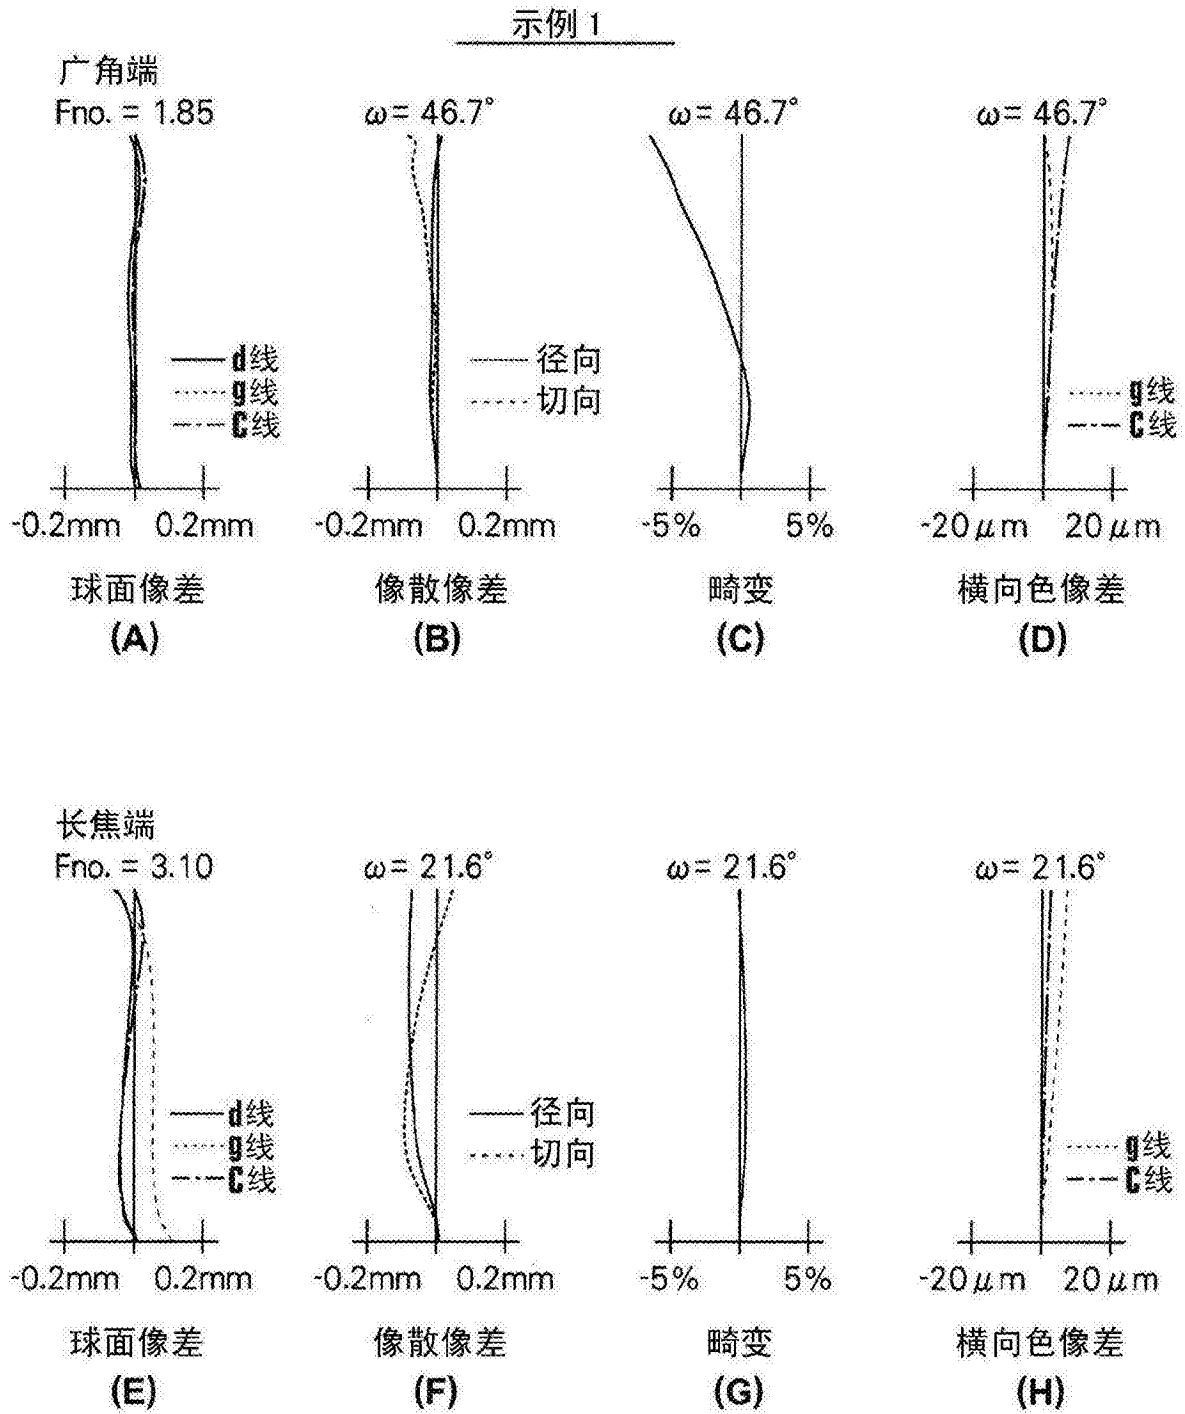 示例 1
广角端
Fno. = 1.85 ω= 46.7° ω= 46.7° ω= 46.7°
d线
g线
C线
径向
切向
g线
C线
-0.2mm 0.2mm -0.2mm 0.2mm -5% 5% -20μm 20μm
球面像差 像散像差 畸变 横向色像差
(A) (B) (C) (D)
长焦端
Fno. = 3.10 ω= 21.6° ω= 21.6° ω= 21.6°
d线
g线
C线
径向
切向
g线
C线
-0.2mm 0.2mm -0.2mm 0.2mm -5% 5% -20μm 20μm
球面像差 像散像差 畸变 横向色像差
(E) (F) (G) (H)